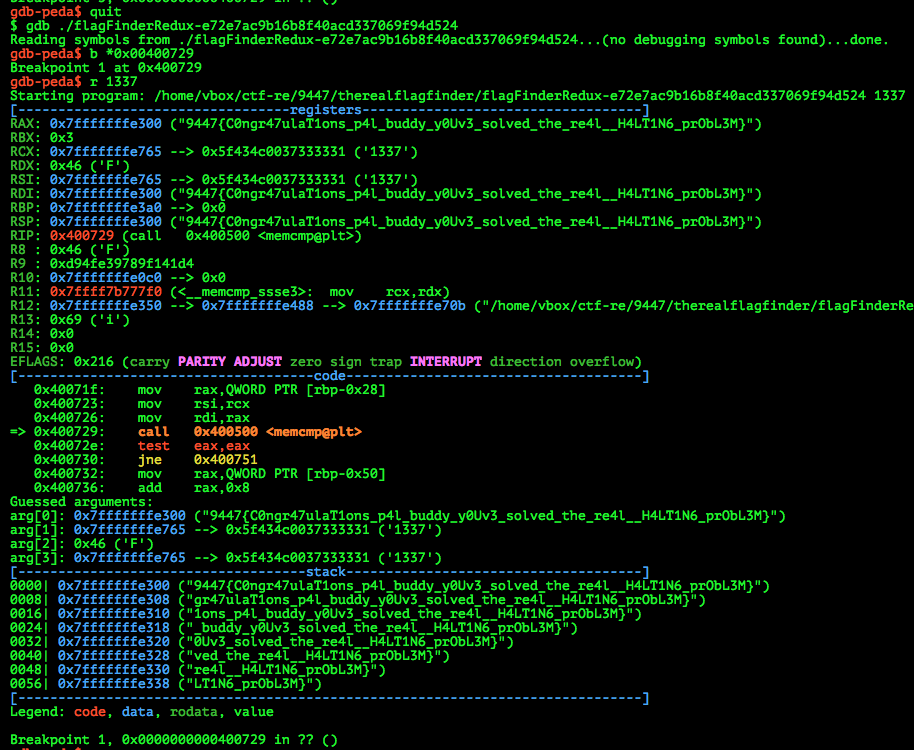 Breakpoint 3, 0x0000000000400729 in ?? ()
gdb-peda$ quit
$ gdb ./flagFinderRedux-e72e7ac9b16b8f40acd337069f94d524
Reading symbols from ./flagFinderRedux-e72e7ac9b16b8f40acd337069f94d524...(no debugging symbols found)...done.
gdb-peda$ b *0x00400729
Breakpoint 1 at 0x400729
gdb-peda$ r 1337
Starting program: /home/vbox/ctf-re/9447/therealflagfinder/flagFinderRedux-e72e7ac9b16b8f40acd337069f94d524 1337
[----------------------------------registers-----------------------------------]
RAX: 0x7fffffffe300 ("9447{C0ngr47ulaT1ons_p4l_buddy_y0Uv3_solved_the_re4l__H4LT1N6_prObL3M}")
RBX: 0x3
RCX: 0x7fffffffe765 --> 0x5f434c0037333331 ('1337')
RDX: 0x46 ('F')
RSI: 0x7fffffffe765 --> 0x5f434c0037333331 ('1337')
RDI: 0x7fffffffe300 ("9447{C0ngr47ulaT1ons_p4l_buddy_y0Uv3_solved_the_re4l__H4LT1N6_prObL3M}")
RBP: 0x7fffffffe3a0 --> 0x0
RSP: 0x7fffffffe300 ("9447{C0ngr47ulaT1ons_p4l_buddy_y0Uv3_solved_the_re4l__H4LT1N6_prObL3M}")
RIP: 0x400729 (call   0x400500 <memcmp@plt>)
R8 : 0x46 ('F')
R9 : 0xd94fe39789f141d4
R10: 0x7fffffffe0c0 --> 0x0
R11: 0x7ffff7b777f0 (<__memcmp_ssse3>:  mov    rcx,rdx)
R12: 0x7fffffffe350 --> 0x7fffffffe488 --> 0x7fffffffe70b ("/home/vbox/ctf-re/9447/therealflagfinder/flagFinderRe
R13: 0x69 ('i')
R14: 0x0
R15: 0x0
EFLAGS: 0x216 (carry PARITY ADJUST zero sign trap INTERRUPT direction overflow)
[-------------------------------------code-------------------------------------]
   0x40071f:    mov    rax,QWORD PTR [rbp-0x28]
   0x400723:    mov    rsi,rcx
   0x400726:    mov    rdi,rax
=> 0x400729:    call   0x400500 <memcmp@plt>
   0x40072e:    test   eax,eax
   0x400730:    jne    0x400751
   0x400732:    mov    rax,QWORD PTR [rbp-0x50]
   0x400736:    add    rax,0x8
Guessed arguments:
arg[0]: 0x7fffffffe300 ("9447{C0ngr47ulaT1ons_p4l_buddy_y0Uv3_solved_the_re4l__H4LT1N6_prObL3M}")
arg[1]: 0x7fffffffe765 --> 0x5f434c0037333331 ('1337')
arg[2]: 0x46 ('F')
arg[3]: 0x7fffffffe765 --> 0x5f434c0037333331 ('1337')
[------------------------------------stack-------------------------------------]
0000| 0x7fffffffe300 ("9447{C0ngr47ulaT1ons_p4l_buddy_y0Uv3_solved_the_re4l__H4LT1N6_prObL3M}")
0008| 0x7fffffffe308 ("gr47ulaT1ons_p4l_buddy_y0Uv3_solved_the_re4l__H4LT1N6_prObL3M}")
0016| 0x7fffffffe310 ("1ons_p4l_buddy_y0Uv3_solved_the_re4l__H4LT1N6_prObL3M}")
0024| 0x7fffffffe318 ("_buddy_y0Uv3_solved_the_re4l__H4LT1N6_prObL3M}")
0032| 0x7fffffffe320 ("0Uv3_solved_the_re4l__H4LT1N6_prObL3M}")
0040| 0x7fffffffe328 ("ved_the_re4l__H4LT1N6_prObL3M}")
0048| 0x7fffffffe330 ("re4l__H4LT1N6_prObL3M}")
0056| 0x7fffffffe338 ("LT1N6_prObL3M}")
[------------------------------------------------------------------------------]
Legend: code, data, rodata, value

Breakpoint 1, 0x0000000000400729 in ?? ()